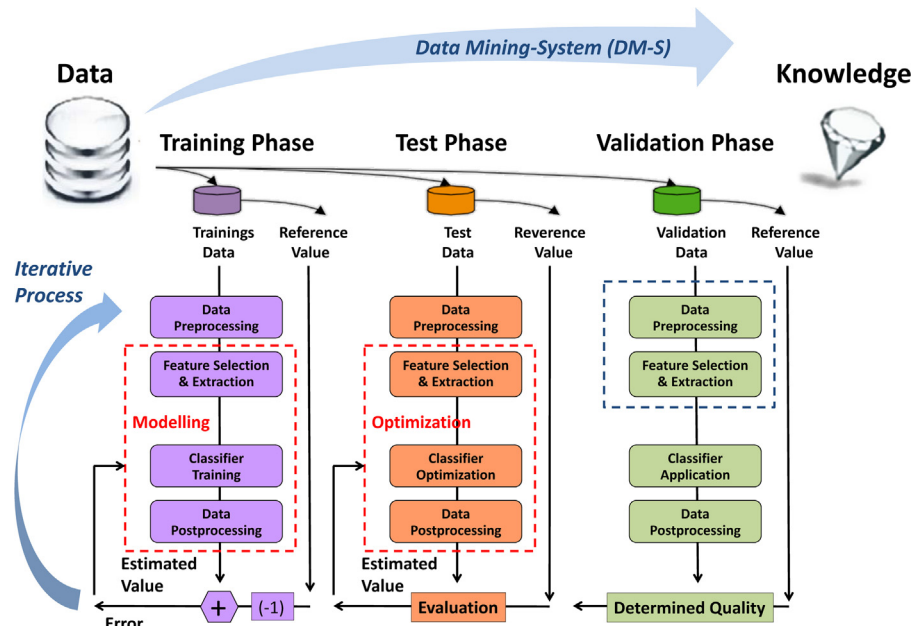 Data Mining-System (DM-S)
Data
Knowledge
Training Phase
Test Phase
Validation Phase
Trainings
Data
Reference
Value
Test
Data
Reverence
Value
Validation
Data
Reference
Value
Iterative
Process
Data
Preprocessing
Data
Preprocessing
Data
Preprocessing
Feature Selection
& Extraction
Feature Selection
& Extraction
Feature Selection
& Extraction
Modelling
Optimization
Classifier
Training
Classifier
Optimization
Classifier
Application
Data
Postprocessing
Data
Postprocessing
Data
Postprocessing
Estimated
Value
Estimated
Value
+
(-1)
Evaluation
Determined Quality
Error